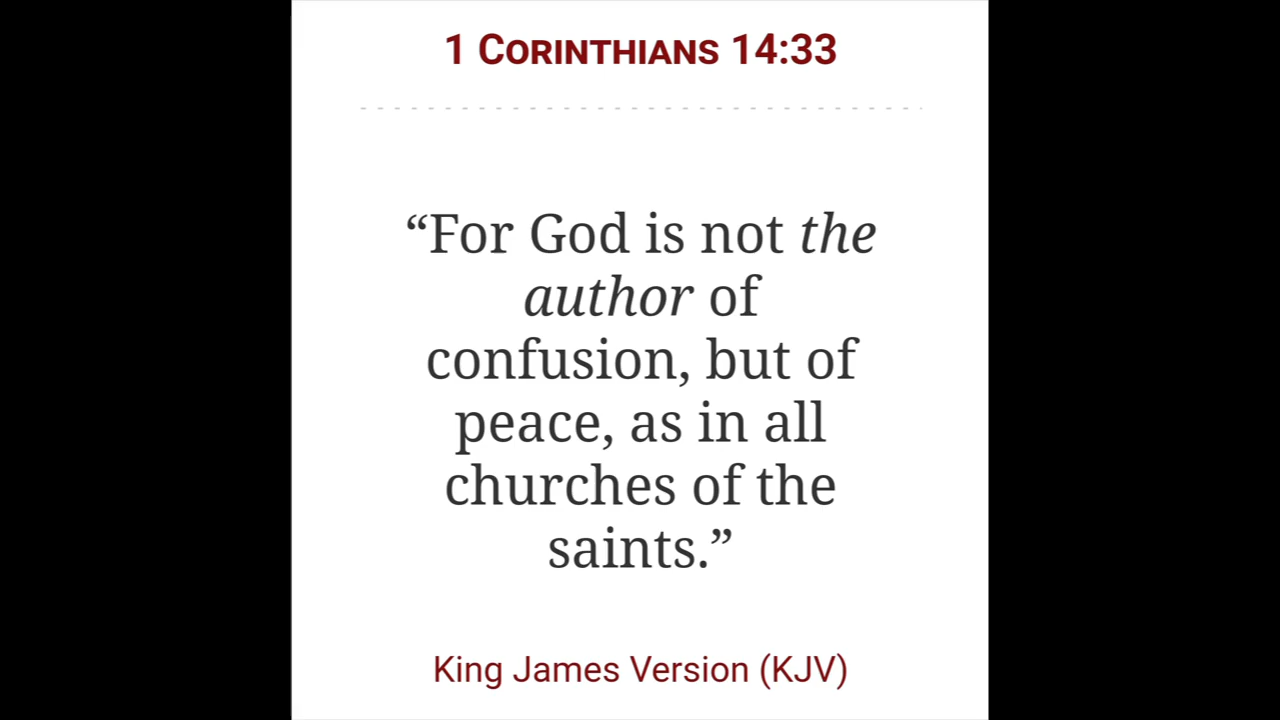 1 Corinthians 14:33
“For God is not the
author of
confusion, but of
peace, as in all
churches of the
saints.”
King James Version (KJV)